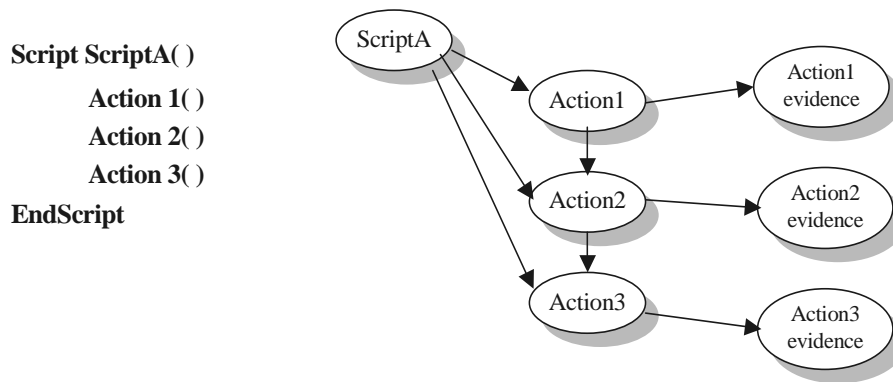 Script ScriptA( )
Action 1( )
Action 2( )
Action 3( )
EndScript
ScriptA
Action1
Action1
evidence
Action2
Action2
evidence
Action3
Action3
evidence